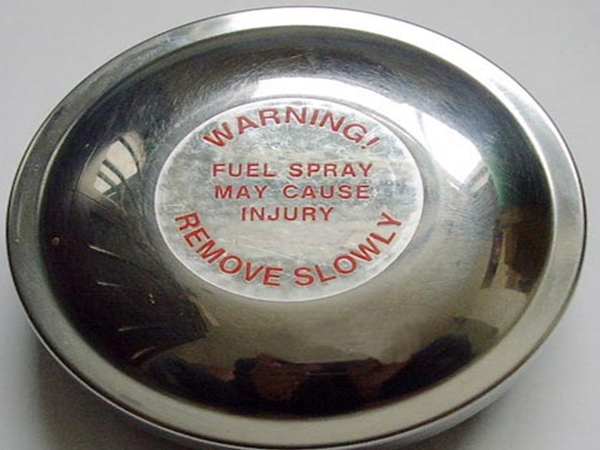 WARNING!
FUEL SPRAY
MAY CAUSE
INJURY
REMOVE SLOWLY